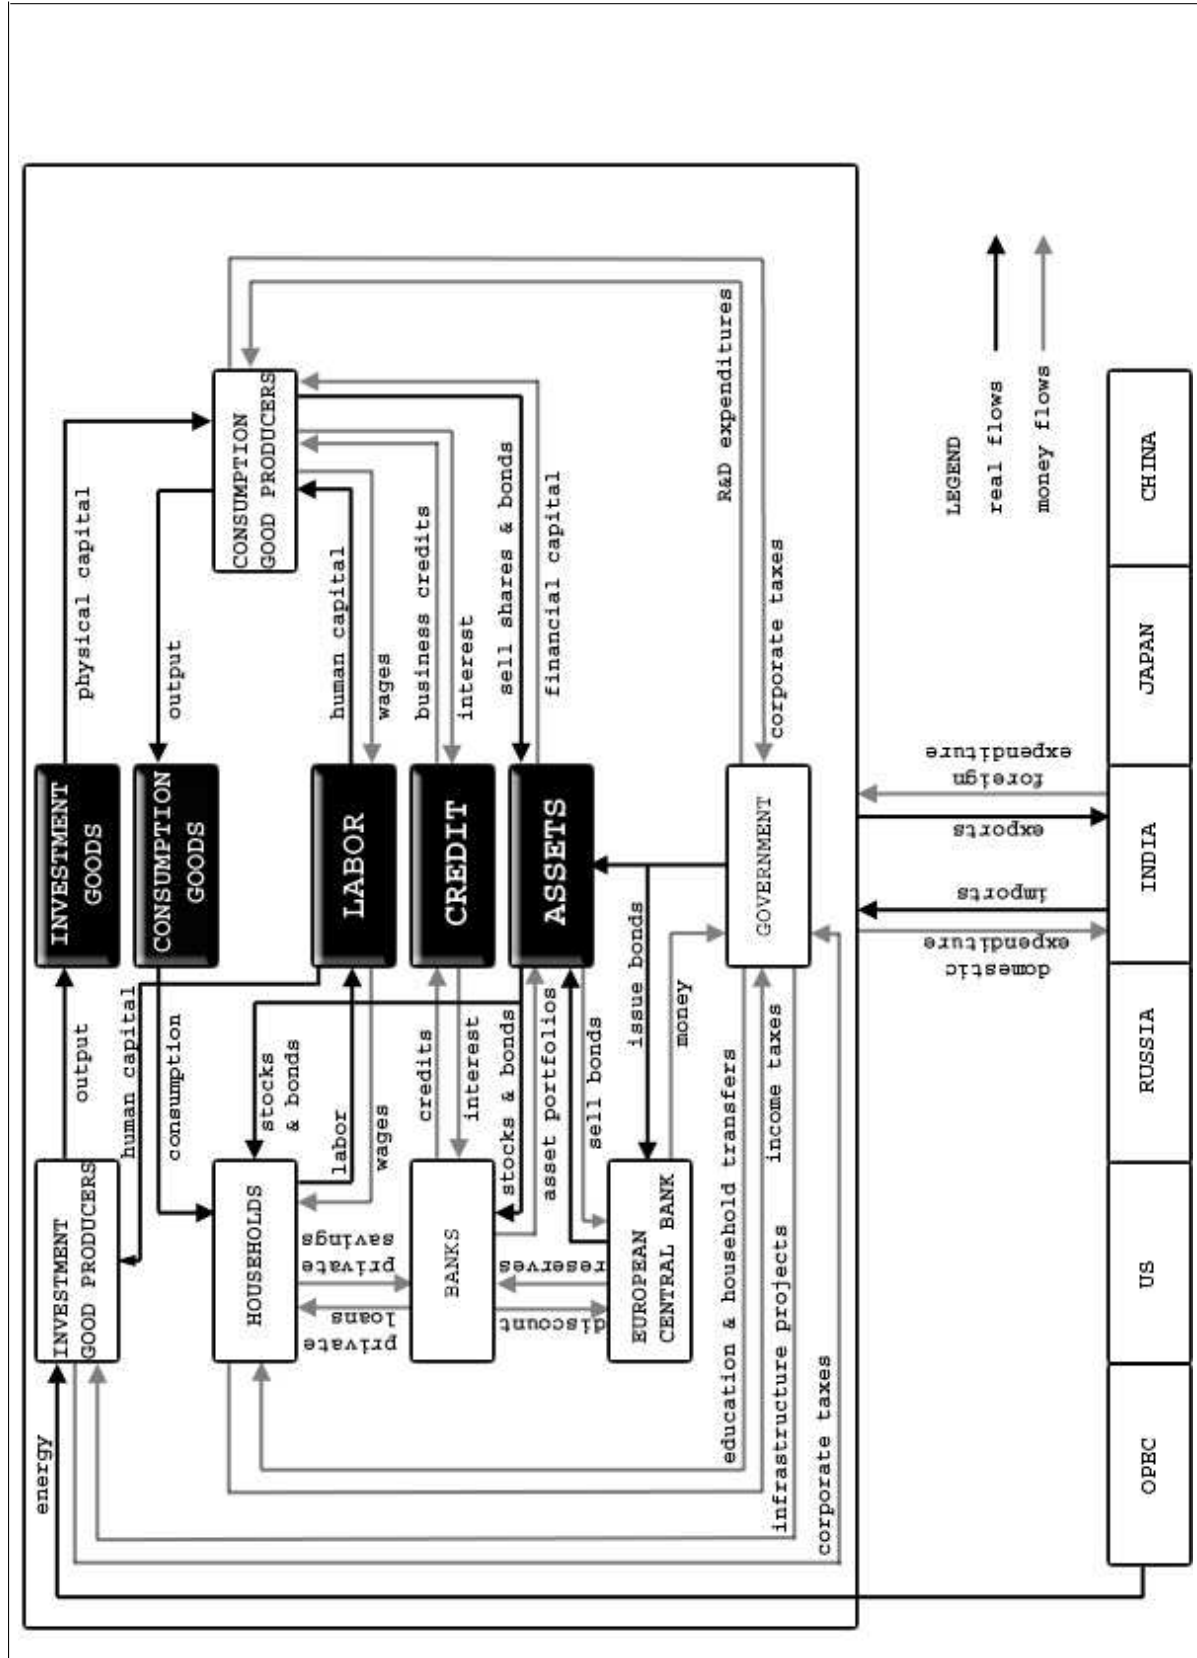 energy
INVESTMENT
GOOD PRODUCERS
output
human capital
INVESTMENT
GOODS
physical capital
consumption
CONSUMPTION
GOODS
output
CONSUMPTION
GOOD PRODUCERS
HOUSEHOLDS
stocks
& bonds
labor
wages
LABOR
human capital
wages
private
savings
private
loans
BANKS
credits
interest
CREDIT
business credits
interest
stocks & bonds
asset portfolios
ASSETS
sell shares & bonds
financial capital
reserves
discount
EUROPEAN
CENTRAL BANK
sell bonds
issue bonds
money
GOVERNMENT
R&D expenditures
corporate taxes
education & household transfers
income taxes
infrastructure projects
corporate taxes
domestic
expenditure
imports
exports
foreign
expenditure
LEGEND
real flows
money flows
OPEC
US
RUSSIA
INDIA
JAPAN
CHINA